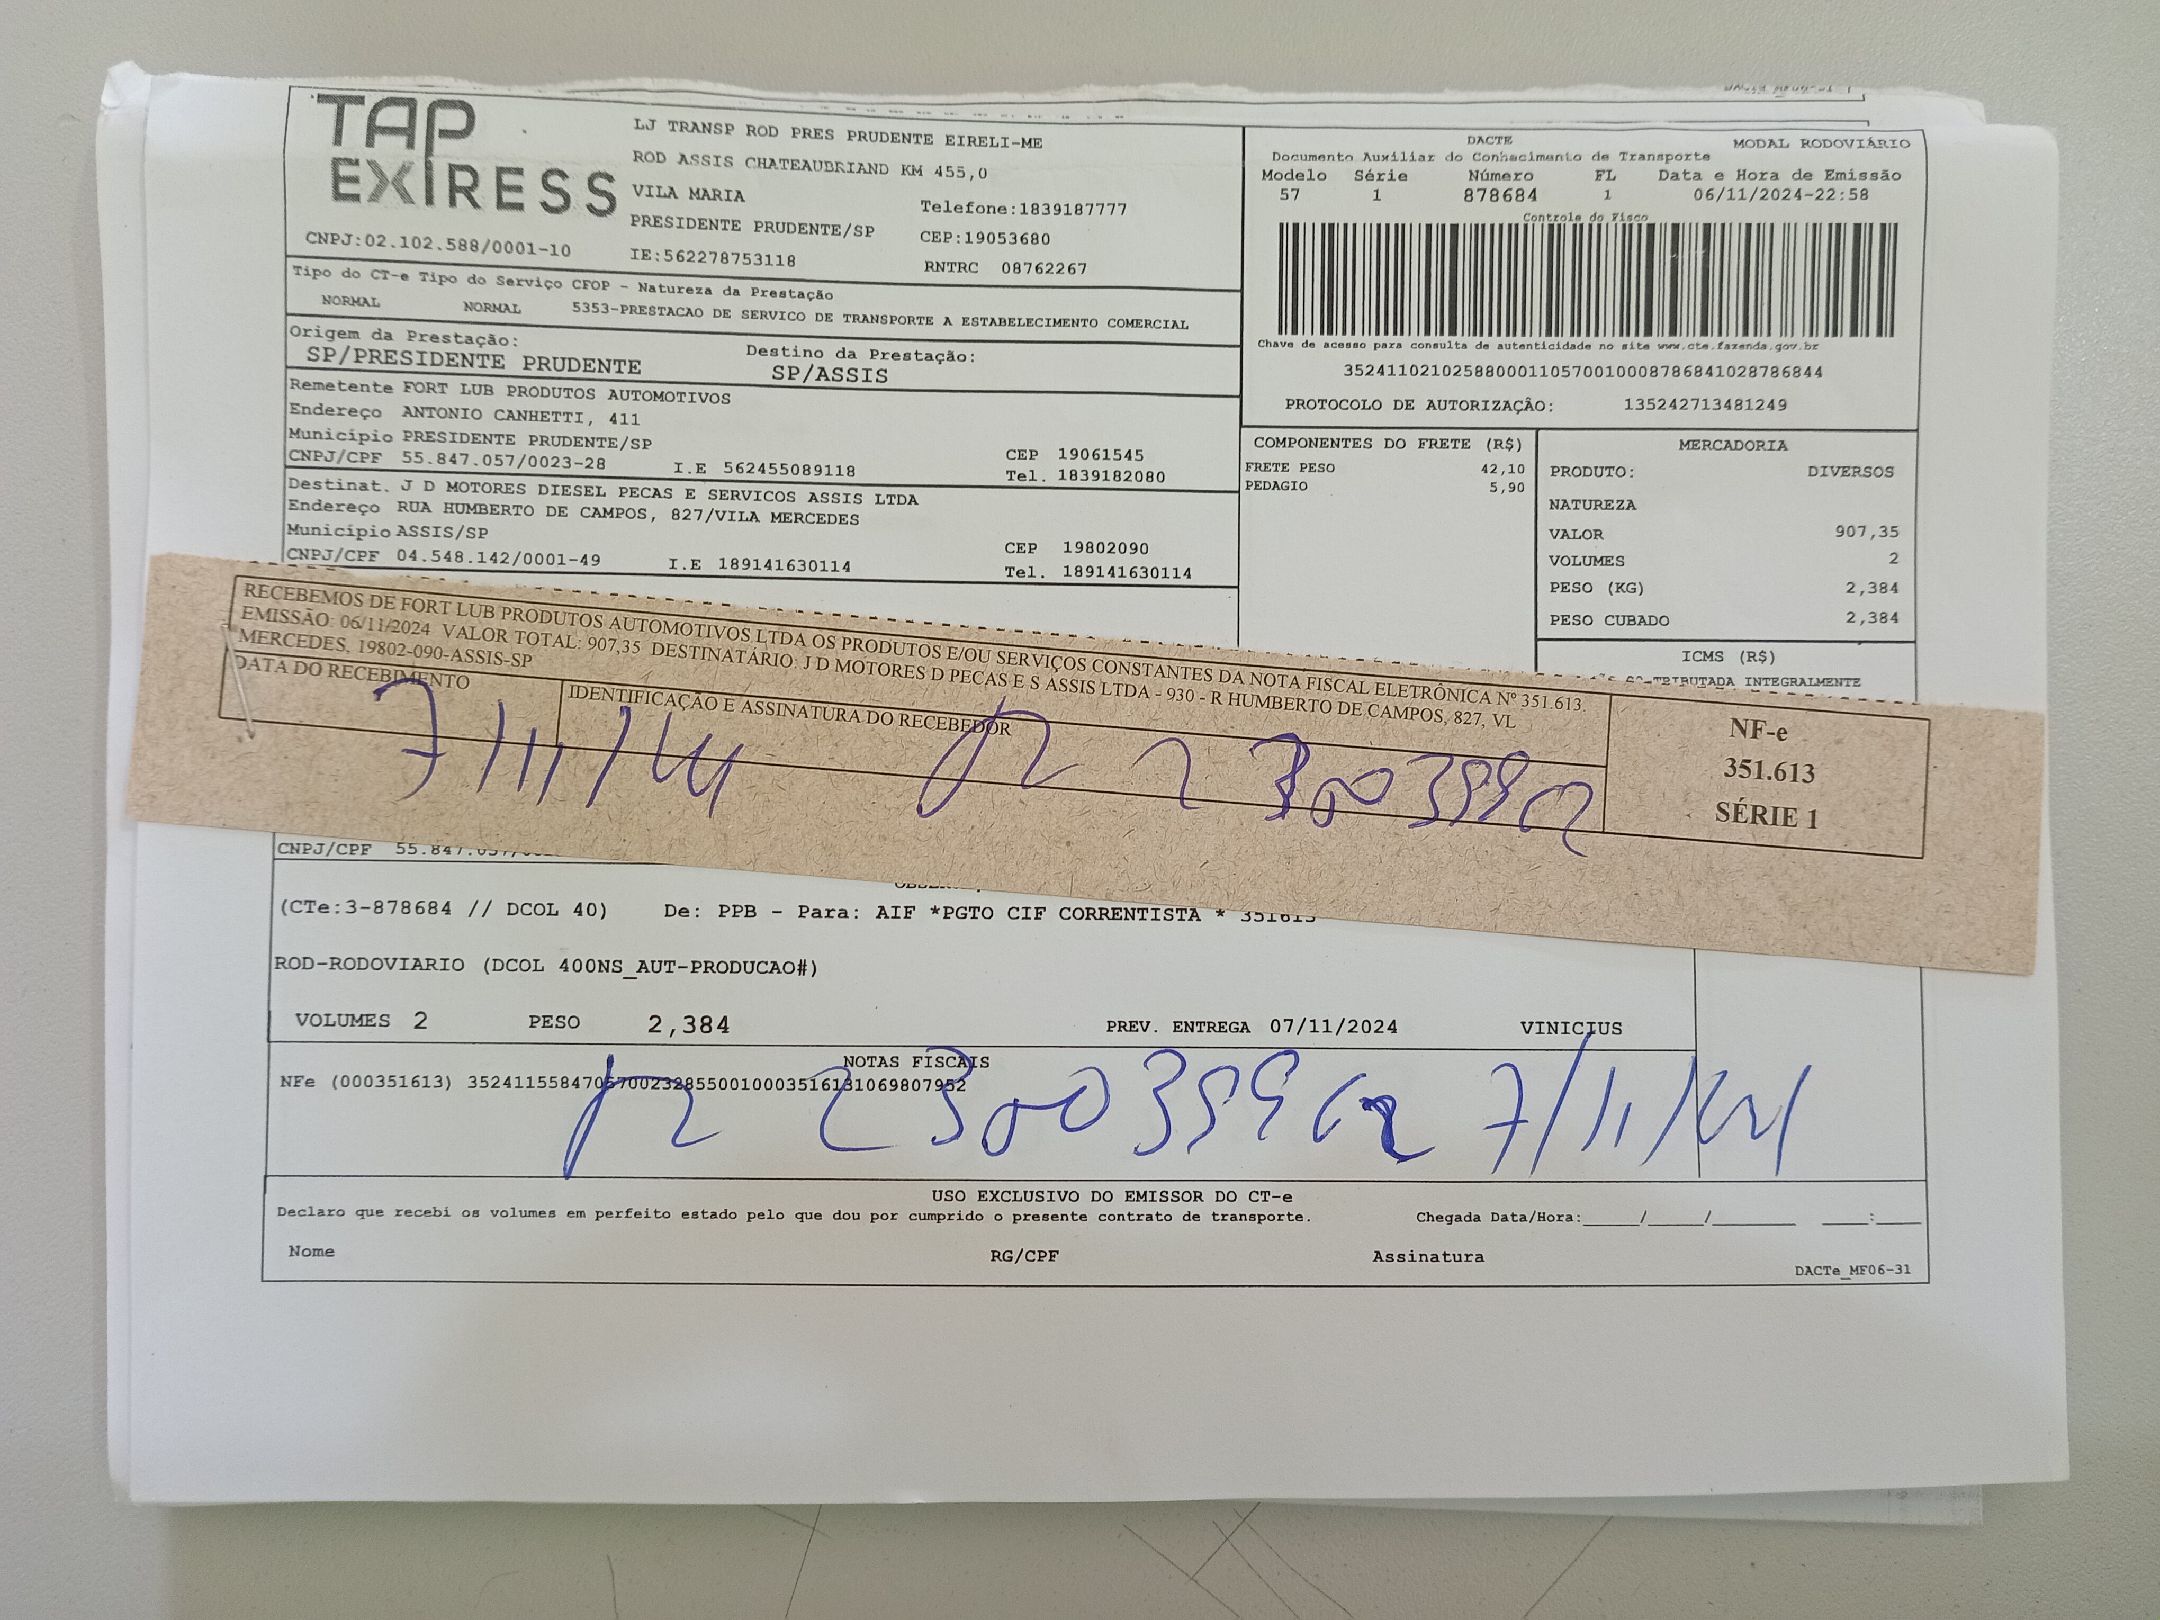 TAP
EXPRESS
LJ TRANSP ROD PRES PRUDENTE EIRELI-ME
ROD ASSIS CHATEAUBRIAND KM 455,0
VILA MARIA
Telefone:1839187777
PRESIDENTE PRUDENTE/SP
CEP:19053680
CNPJ:02.102.588/0001-10
IE:562278753118
RNTRC 08762267
DACTE
MODAL RODOVIÁRIO
Documento Auxiliar do Conhecimento de Transporte
Modelo Série Número FL Data e Hora de Emissão
57 1 878684 1 06/11/2024-22:58
Controle do Fisco
Chave de acesso para consulta de autenticidade no site www.cte.fazenda.gov.br
35241102102588000110570010008786841028786844
PROTOCOLO DE AUTORIZAÇÃO: 135242713481249
Tipo do CT-e Tipo do Serviço CFOP - Natureza da Prestação
NORMAL NORMAL 5353-PRESTACAO DE SERVICO DE TRANSPORTE A ESTABELECIMENTO COMERCIAL
Origem da Prestação:
SP/PRESIDENTE PRUDENTE
Destino da Prestação:
SP/ASSIS
Remetente FORT LUB PRODUTOS AUTOMOTIVOS
Endereço ANTONIO CANHETTI, 411
Município PRESIDENTE PRUDENTE/SP
CEP 19061545
CNPJ/CPF 55.847.057/0023-28 I.E 562455089118
Tel. 1839182080
Destinat. J D MOTORES DIESEL PECAS E SERVICOS ASSIS LTDA
Endereço RUA HUMBERTO DE CAMPOS, 827/VILA MERCEDES
Município ASSIS/SP
CEP 19802090
CNPJ/CPF 04.548.142/0001-49 I.E 189141630114
Tel. 189141630114
COMPONENTES DO FRETE (R$)
FRETE PESO 42,10
PEDAGIO 5,90
MERCADORIA
PRODUTO: DIVERSOS
NATUREZA
VALOR 907,35
VOLUMES 2
PESO (KG) 2,384
PESO CUBADO 2,384
ICMS (R$)
TRIBUTADA INTEGRALMENTE
RECEBEMOS DE FORT LUB PRODUTOS AUTOMOTIVOS LTDA OS PRODUTOS E/OU SERVIÇOS CONSTANTES DA NOTA FISCAL ELETRÔNICA Nº 351.613.
EMISSÃO: 06/11/2024 VALOR TOTAL: 907,35 DESTINATÁRIO: J D MOTORES D PECAS E S ASSIS LTDA - 930 - R HUMBERTO DE CAMPOS, 827, VL
MERCEDES, 19802-090-ASSIS-SP
DATA DO RECEBIMENTO
IDENTIFICAÇÃO E ASSINATURA DO RECEBEDOR
7/11/24
NF-e
351.613
SÉRIE 1
CNPJ/CPF 55.847.057
(CTe:3-878684 // DCOL 40) De: PPB - Para: AIF *PGTO CIF CORRENTISTA * 351613
ROD-RODOVIARIO (DCOL 400NS_AUT-PRODUCAO#)
VOLUMES 2 PESO 2,384 PREV. ENTREGA 07/11/2024 VINICIUS
NOTAS FISCAIS
NFe (000351613) 35241155847057002328550010003516131069807952
7/11/24
USO EXCLUSIVO DO EMISSOR DO CT-e
Declaro que recebi os volumes em perfeito estado pelo que dou por cumprido o presente contrato de transporte.
Chegada Data/Hora:_____/_____/________ ____:____
Nome RG/CPF Assinatura
DACTe_MF06-31